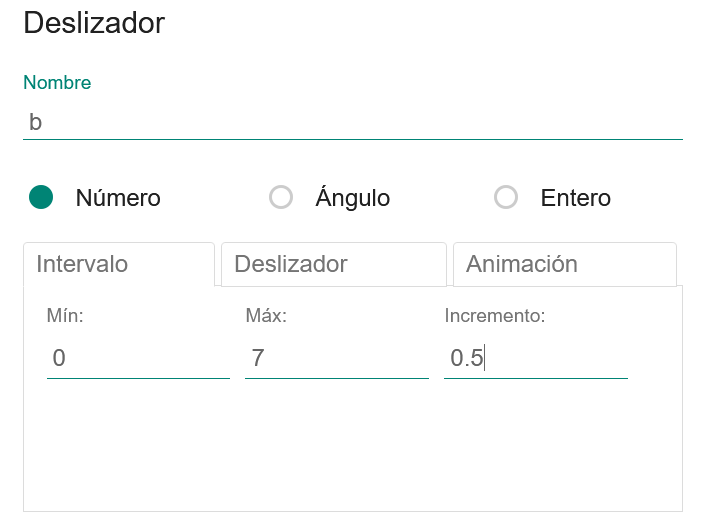 Deslizador
Nombre
b
Número Ángulo Entero
Intervalo Deslizador Animación
Mín: Máx: Incremento:
0 7 0.5